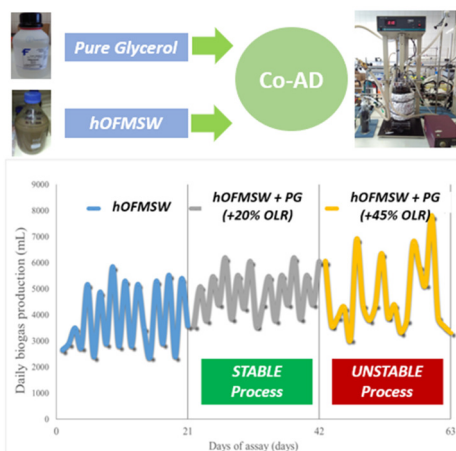 Pure Glycerol
hOFMSW
Co-AD
Daily biogas production (mL)
9000
8000
7000
6000
5000
4000
3000
2000
1000
0
hOFMSW
hOFMSW + PG
(+20% OLR)
hOFMSW + PG
(+45% OLR)
STABLE
Process
UNSTABLE
Process
0
21
42
63
Days of assay (days)